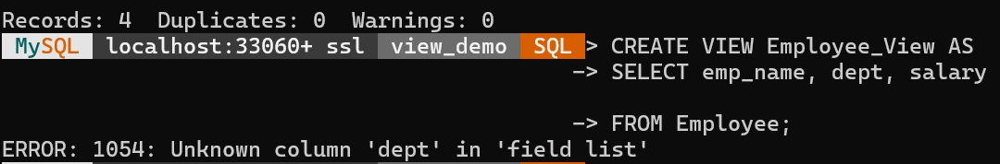 Records: 4  Duplicates: 0  Warnings: 0
MySQL  localhost:33060+ ssl  view_demo  SQL > CREATE VIEW Employee_View AS
-> SELECT emp_name, dept, salary
-> FROM Employee;
ERROR: 1054: Unknown column 'dept' in 'field list'